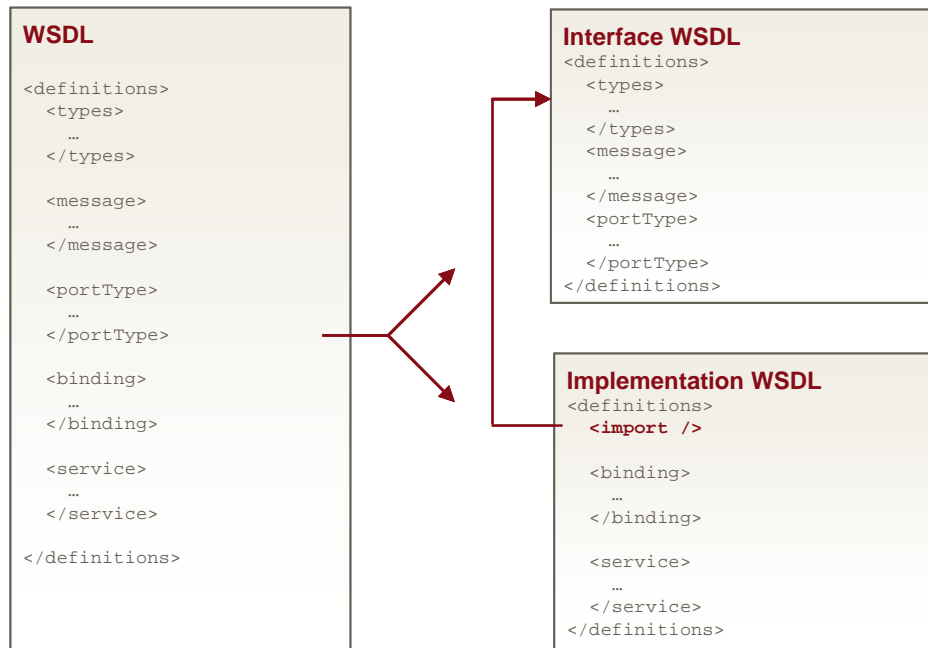 WSDL
<definitions>
<types>
…
</types>
<message>
…
</message>
<portType>
…
</portType>
<binding>
…
</binding>
<service>
…
</service>
</definitions>
Interface WSDL
<definitions>
<types>
…
</types>
<message>
…
</message>
<portType>
…
</portType>
</definitions>
Implementation WSDL
<definitions>
<import />
<binding>
…
</binding>
<service>
…
</service>
</definitions>